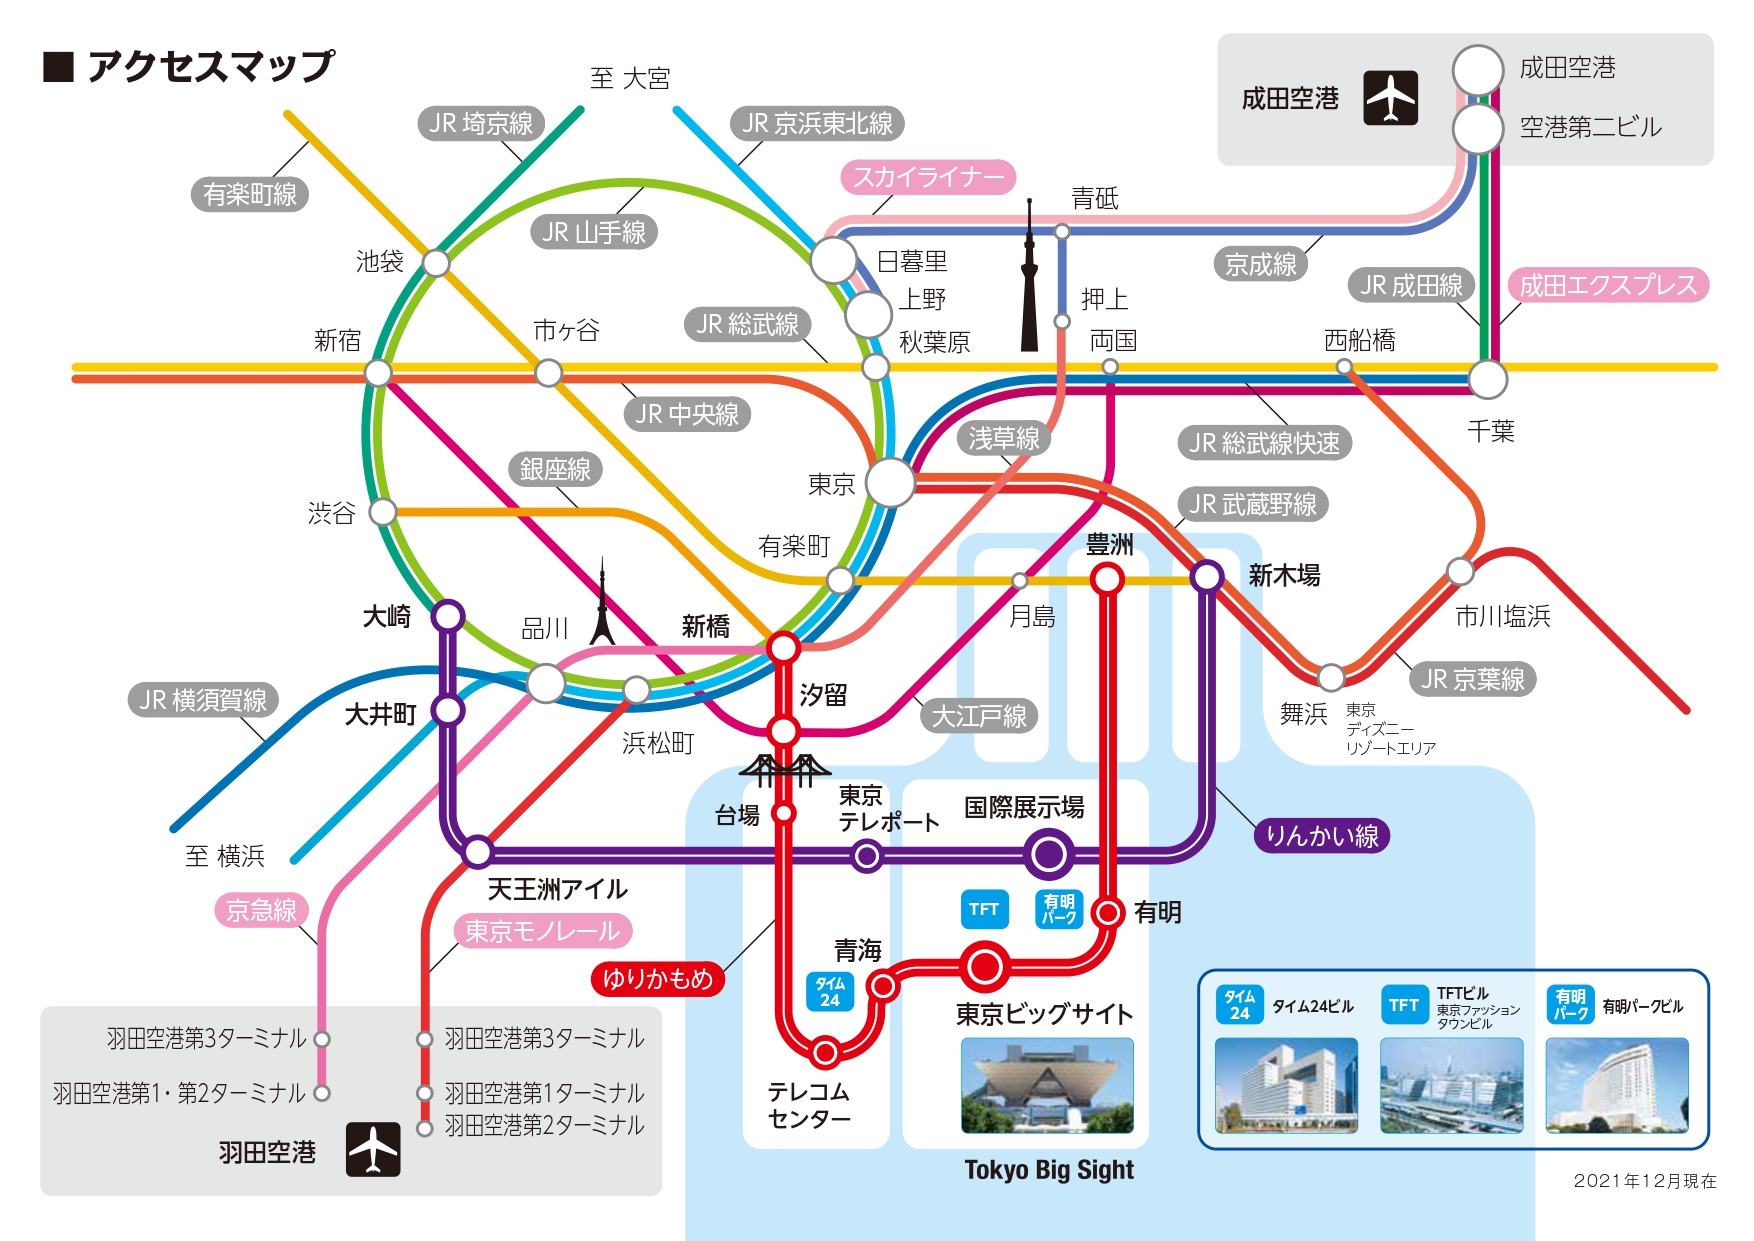 ■ アクセスマップ
至 大宮
JR 埼京線
JR 京浜東北線
成田空港
成田空港
空港第二ビル
有楽町線
スカイライナー
青砥
JR 山手線
池袋
日暮里
京成線
JR 成田線
成田エクスプレス
上野
押上
JR 総武線
市ヶ谷
新宿
秋葉原
両国
西船橋
JR 中央線
浅草線
JR 総武線快速
千葉
銀座線
東京
渋谷
JR 武蔵野線
有楽町
豊洲
新木場
大崎
品川
新橋
月島
市川塩浜
JR 横須賀線
大井町
汐留
大江戸線
JR 京葉線
舞浜
東京
ディズニー
リゾートエリア
浜松町
台場
東京
テレポート
国際展示場
りんかい線
至 横浜
天王洲アイル
京急線
東京モノレール
TFT
有明
パーク
有明
青海
ゆりかもめ
タイム
24
東京ビッグサイト
タイム
24
タイム24ビル
TFT
TFTビル
東京ファッション
タウンビル
有明
パーク
有明パークビル
羽田空港第3ターミナル
羽田空港第3ターミナル
羽田空港第1・第2ターミナル
羽田空港第1ターミナル
羽田空港第2ターミナル
羽田空港
テレコム
センター
Tokyo Big Sight
2021年12月現在